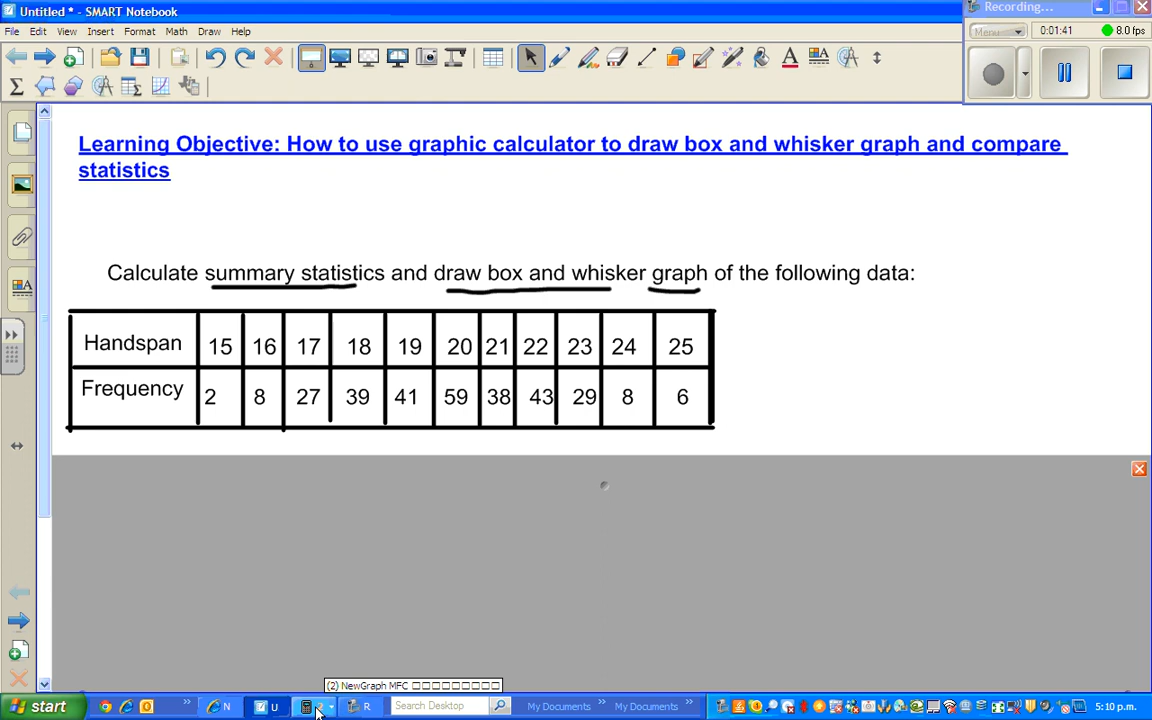 Untitled * - SMART Notebook
Recording...
File Edit View Insert Format Math Draw Help
Menu
0:01:41
8.0 fps
Learning Objective: How to use graphic calculator to draw box and whisker graph and compare
statistics
Calculate summary statistics and draw box and whisker graph of the following data:
Handspan 15 16 17 18 19 20 21 22 23 24 25
Frequency 2 8 27 39 41 59 38 43 29 8 6
(2) NewGraph MFC
start
N
U
2
R
Search Desktop
My Documents
My Documents
5:10 p.m.